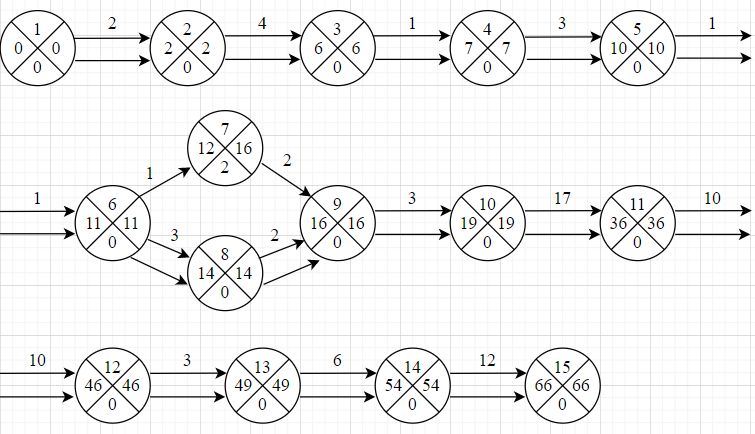 1 2 2 4 3 1 4 3 5 1
0 0 2 2 6 6 7 7 10 10
0 0 0 0 0
7
12 16
2
1 2
1 6 9 3 10 17 11 10
11 11 16 16 19 19 36 36
0 0 0 0
3 2
8
14 14
0
10 12 3 13 6 14 12 15
46 46 49 49 54 54 66 66
0 0 0 0